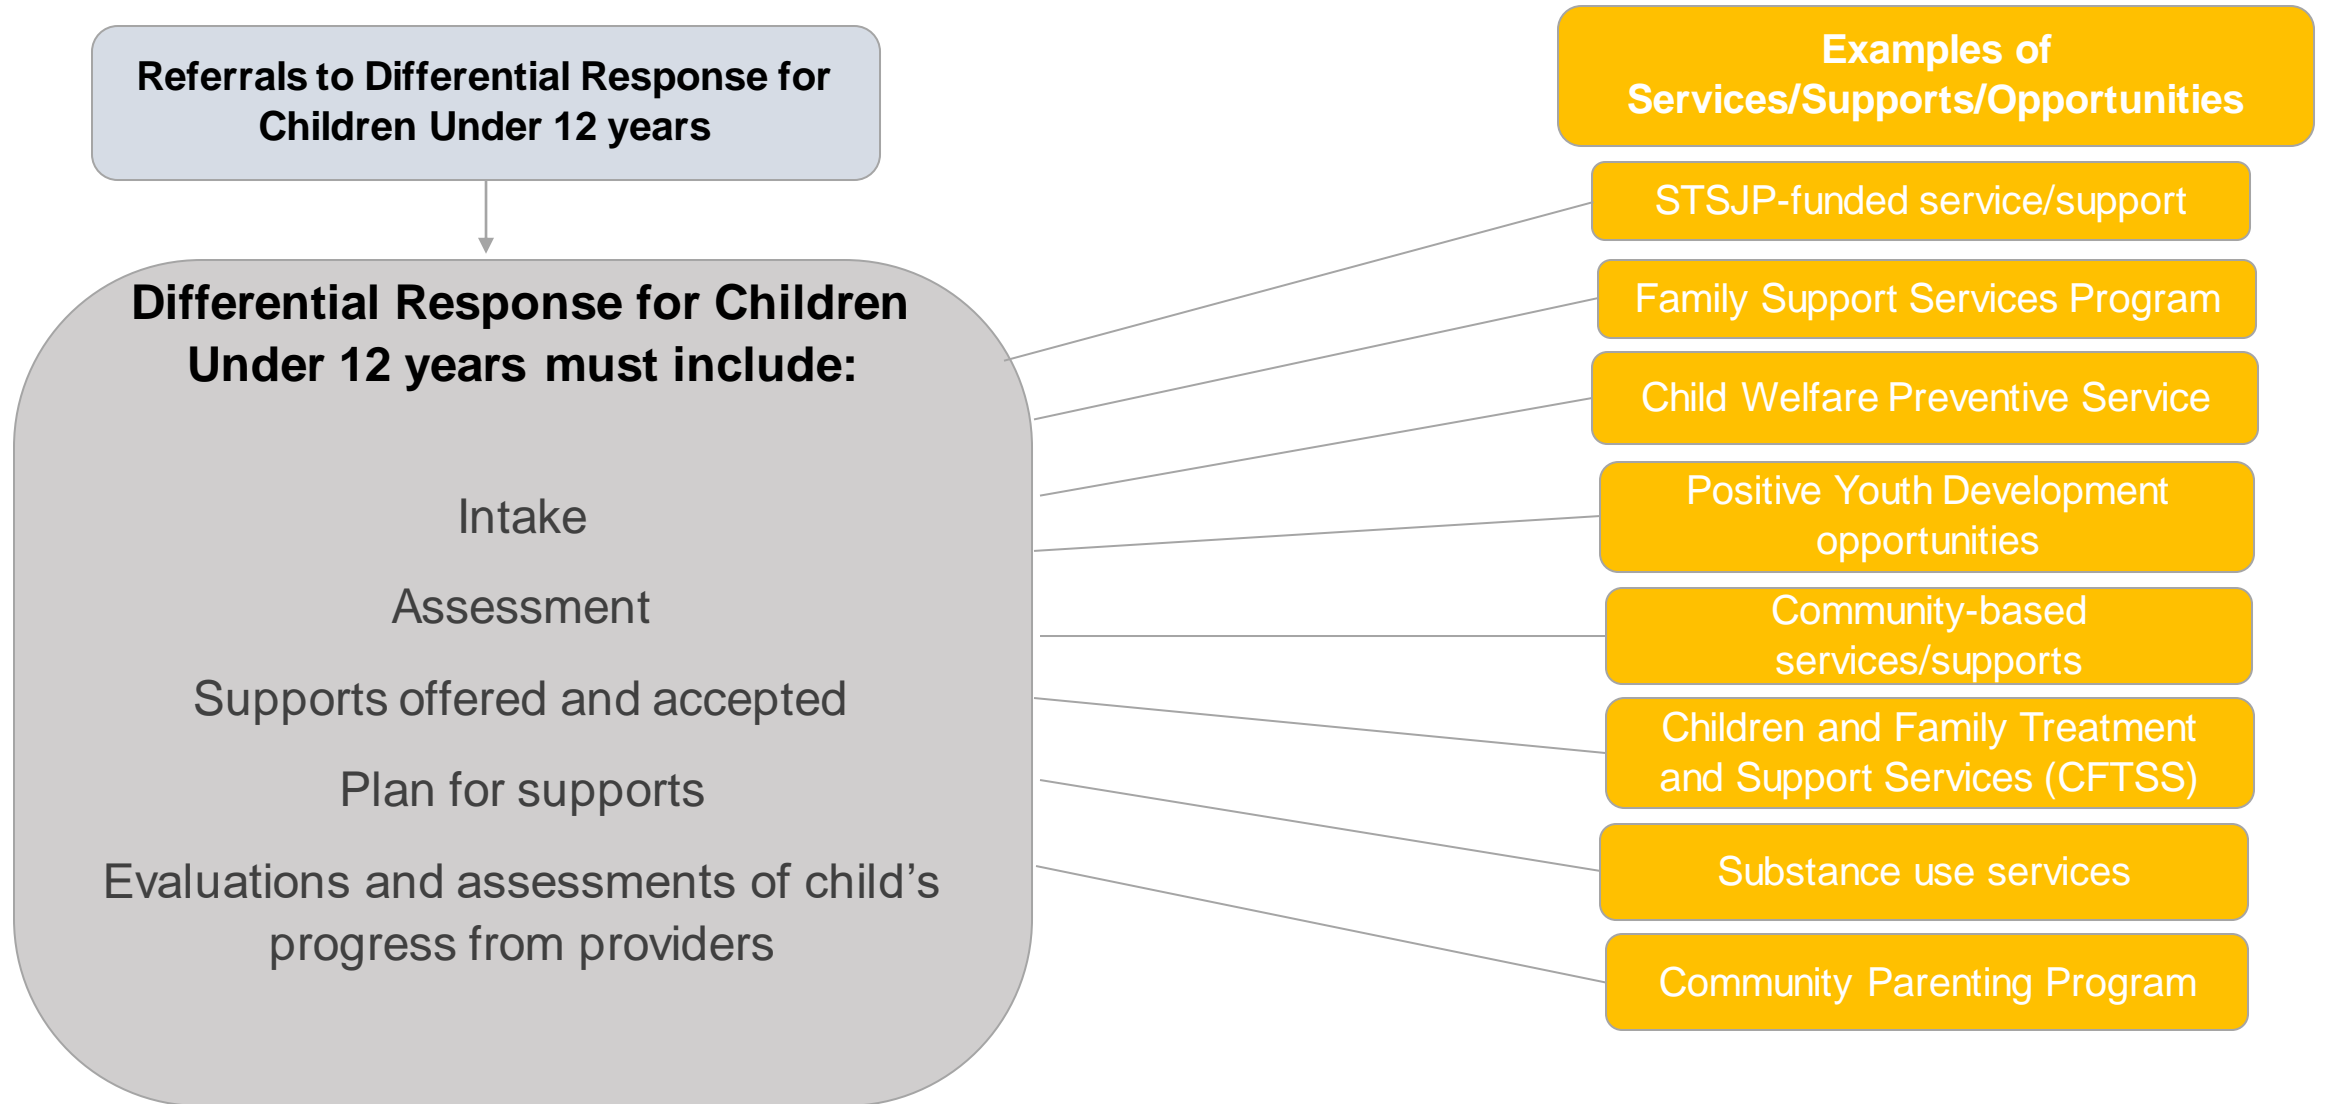 Referrals to Differential Response for
Children Under 12 years
Differential Response for Children
Under 12 years must include:
Intake
Assessment
Supports offered and accepted
Plan for supports
Evaluations and assessments of child’s
progress from providers
Examples of
Services/Supports/Opportunities
STSJP-funded service/support
Family Support Services Program
Child Welfare Preventive Service
Positive Youth Development
opportunities
Community-based
services/supports
Children and Family Treatment
and Support Services (CFTSS)
Substance use services
Community Parenting Program